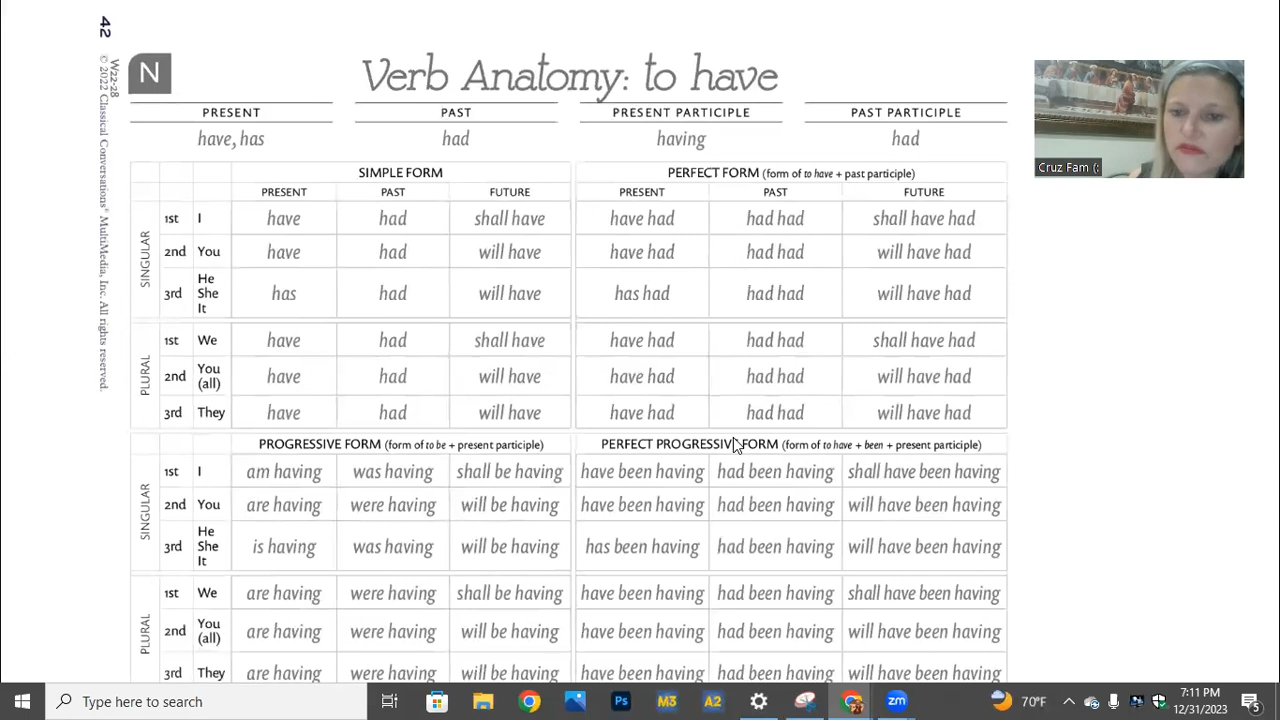 42
W22-28
© 2022 Classical Conversations® MultiMedia, Inc. All rights reserved.
N
Verb Anatomy: to have
PRESENT PAST PRESENT PARTICIPLE PAST PARTICIPLE
have, has had having had
SIMPLE FORM PERFECT FORM (form of to have + past participle)
PRESENT PAST FUTURE PRESENT PAST FUTURE
SINGULAR
1st I have had shall have have had had had shall have had
2nd You have had will have have had had had will have had
3rd He She It has had will have has had had had will have had
PLURAL
1st We have had shall have have had had had shall have had
2nd You (all) have had will have have had had had will have had
3rd They have had will have have had had had will have had
PROGRESSIVE FORM (form of to be + present participle) PERFECT PROGRESSIVE FORM (form of to have + been + present participle)
SINGULAR
1st I am having was having shall be having have been having had been having shall have been having
2nd You are having were having will be having have been having had been having will have been having
3rd He She It is having was having will be having has been having had been having will have been having
PLURAL
1st We are having were having shall be having have been having had been having shall have been having
2nd You (all) are having were having will be having have been having had been having will have been having
3rd They are having were having will be having have been having had been having will have been having
Cruz Fam (:
Type here to search
Ps
M3
A2
zm
70°F
7:11 PM
12/31/2023
5